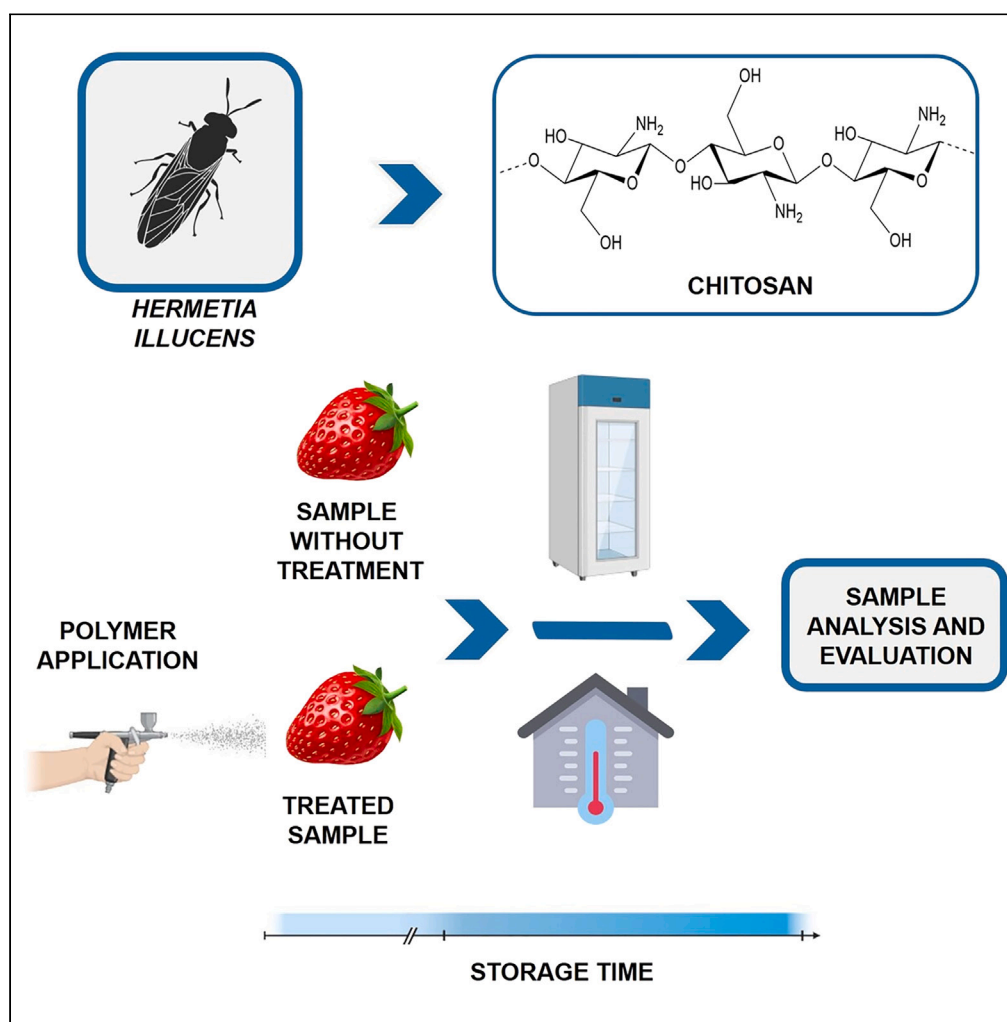 HERMETIA
ILLUCENS
OH
HO
NH2
O
O
O
OH
O
HO
NH2
O
HO
NH2
O
OH
CHITOSAN
SAMPLE
WITHOUT
TREATMENT
POLYMER
APPLICATION
TREATED
SAMPLE
SAMPLE
ANALYSIS AND
EVALUATION
STORAGE TIME